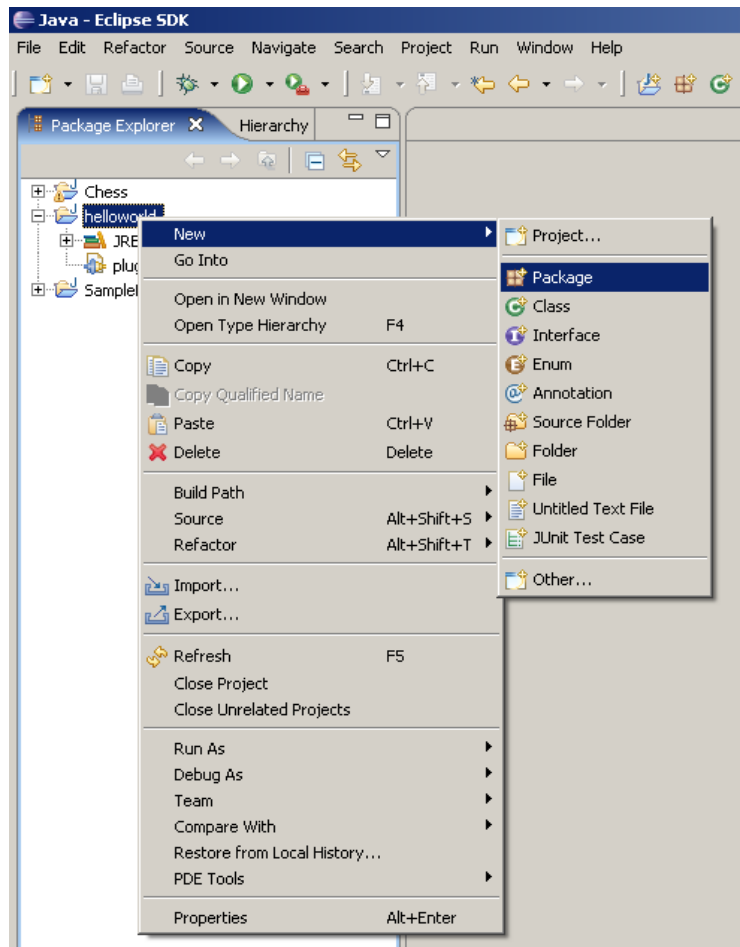 Java - Eclipse SDK
File Edit Refactor Source Navigate Search Project Run Window Help
Package Explorer Hierarchy
Chess
helloworld
JRE
plug
Sample
New
Go Into
Open in New Window
Open Type Hierarchy F4
Copy Ctrl+C
Copy Qualified Name
Paste Ctrl+V
Delete Delete
Build Path
Source Alt+Shift+S
Refactor Alt+Shift+T
Import...
Export...
Refresh F5
Close Project
Close Unrelated Projects
Run As
Debug As
Team
Compare With
Restore from Local History...
PDE Tools
Properties Alt+Enter
Project...
Package
Class
Interface
Enum
Annotation
Source Folder
Folder
File
Untitled Text File
JUnit Test Case
Other...